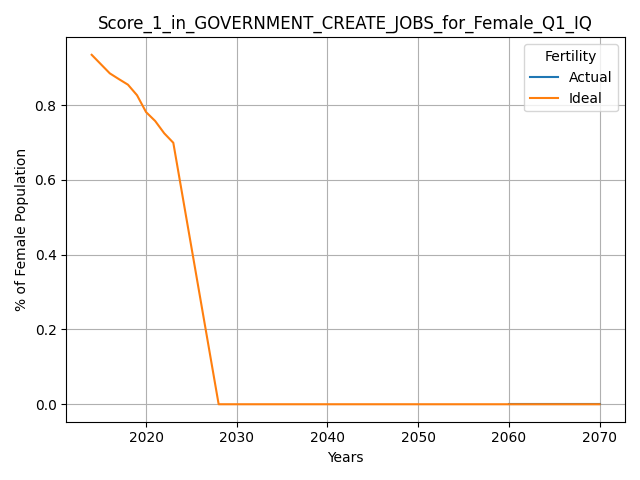 Score_1_in_GOVERNMENT_CREATE_JOBS_for_Female_Q1_IQ
Fertility
Actual
Ideal
% of Female Population
0.8
0.6
0.4
0.2
0.0
2020 2030 2040 2050 2060 2070
Years